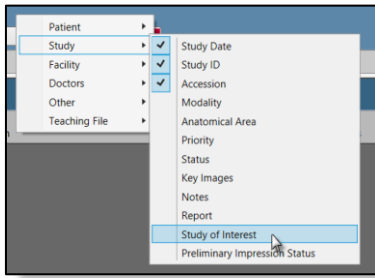 Patient
Study
Facility
Doctors
Other
Teaching File
Study Date
Study ID
Accession
Modality
Anatomical Area
Priority
Status
Key Images
Notes
Report
Study of Interest
Preliminary Impression Status